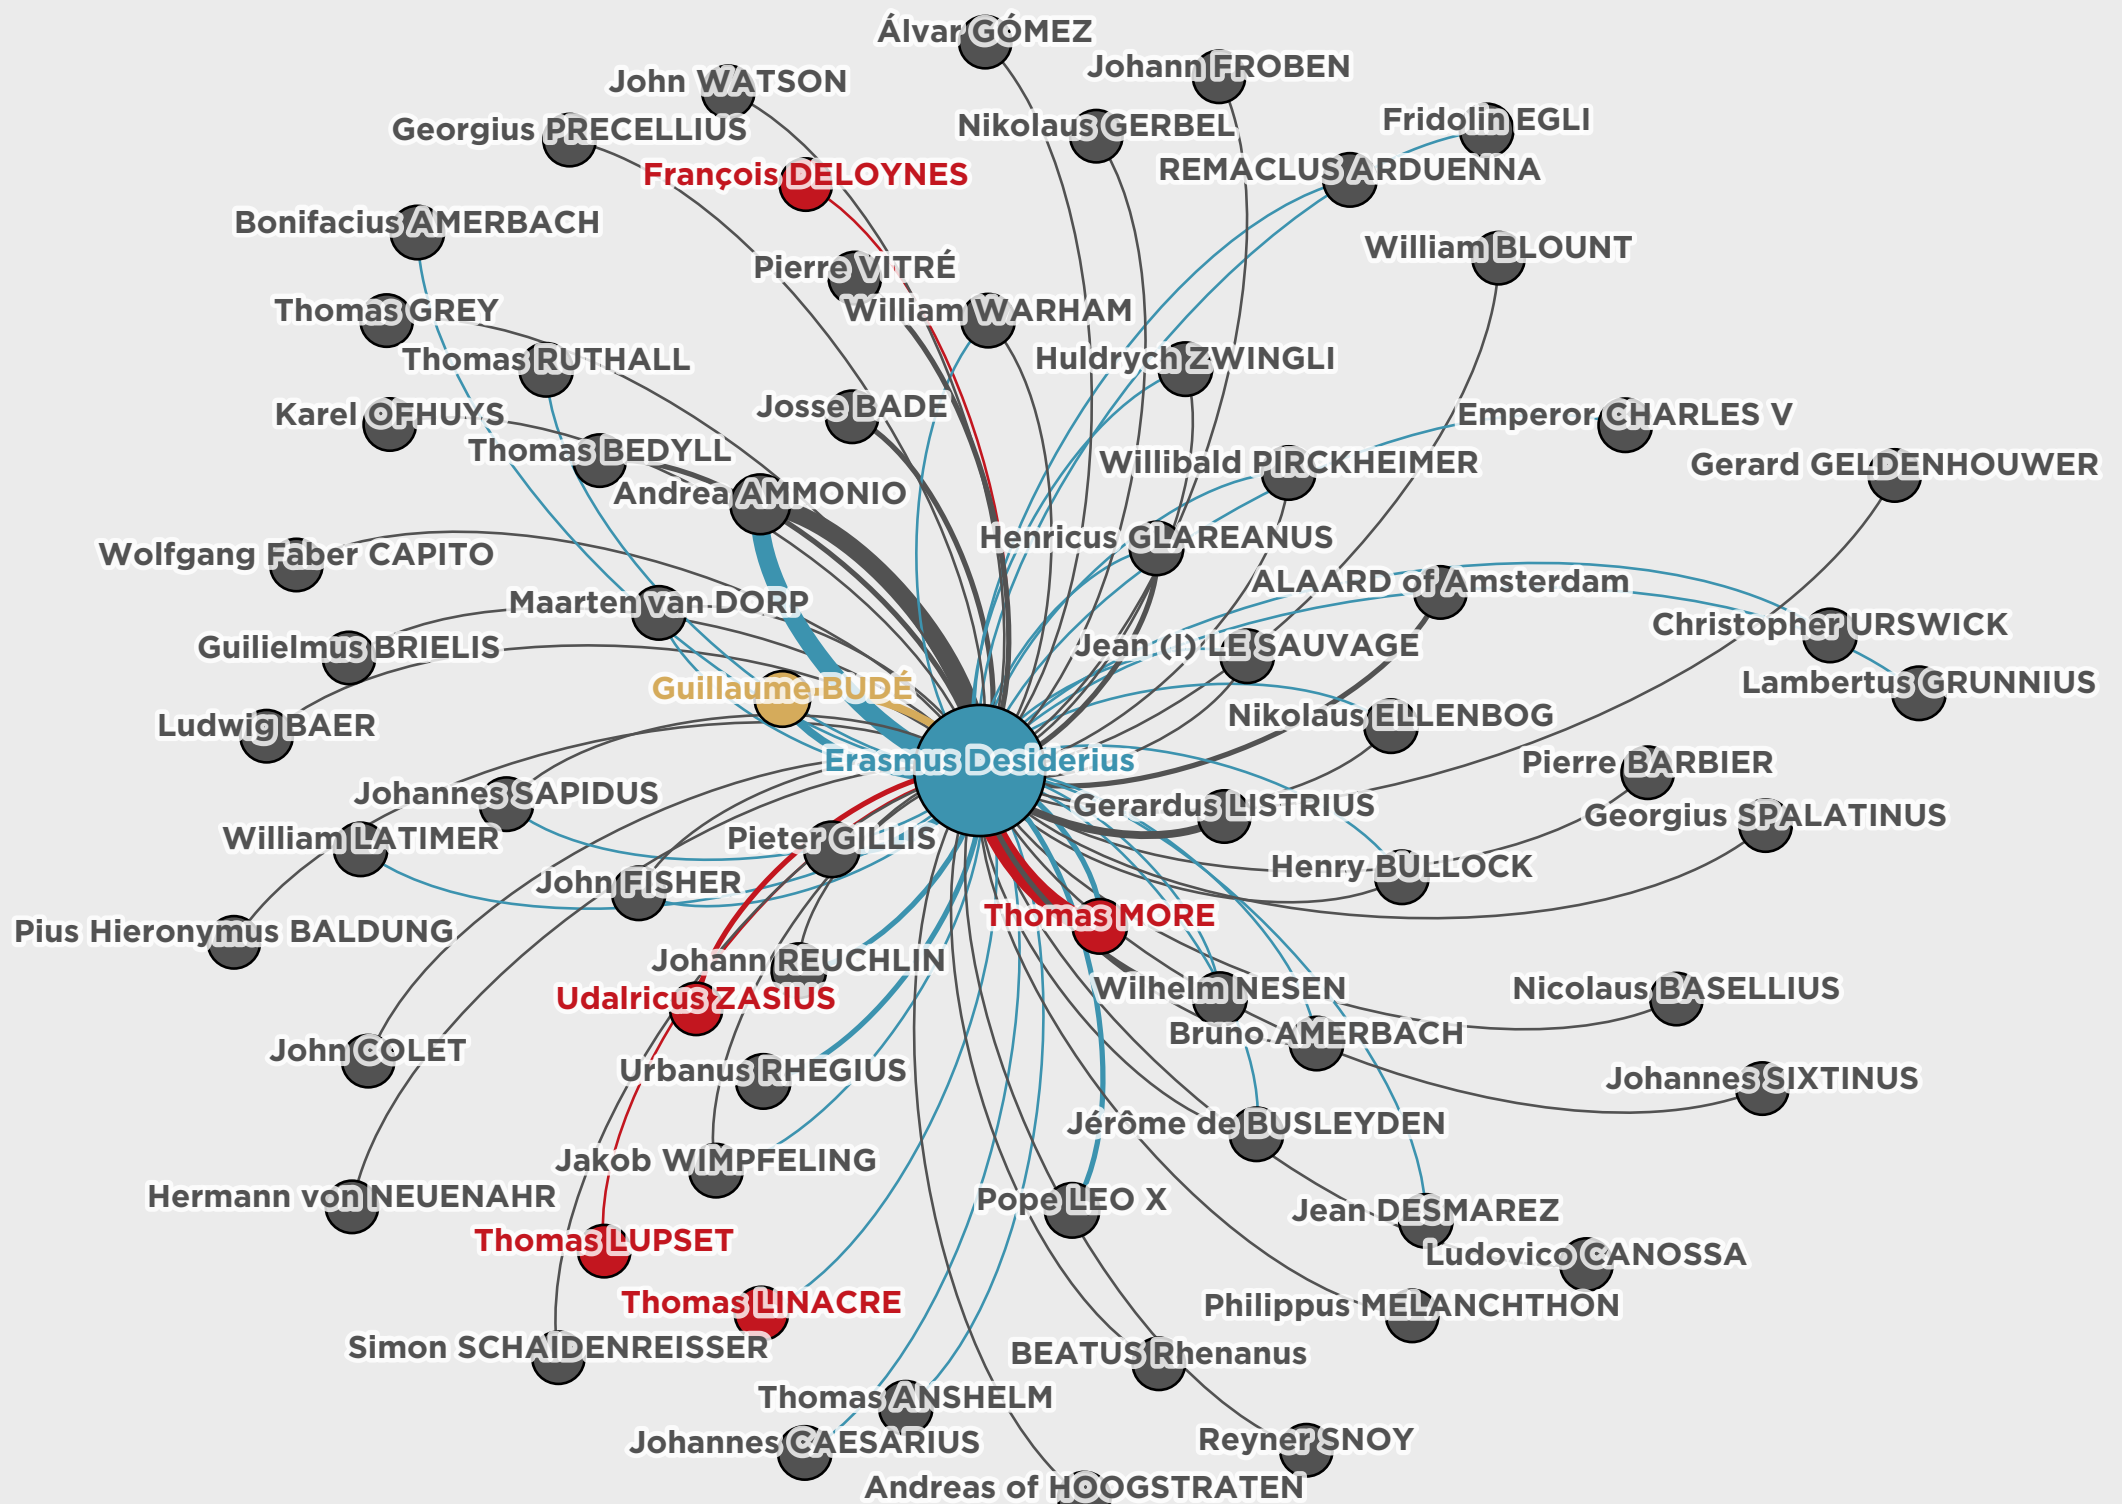 Álvar GÓMEZ
Johann FROBEN
John WATSON
Fridolin EGLI
Nikolaus GERBEL
Georgius PRECELLIUS
REMACLUS ARDUENNA
François DELOYNES
Bonifacius AMERBACH
William BLOUNT
Pierre VITRÉ
Thomas GREY
William WARHAM
Huldrych ZWINGLI
Thomas RUTHALL
Josse BADE
Karel OFHUYS
Emperor CHARLES V
Thomas BEDYLL
Willibald PIRCKHEIMER
Gerard GELDENHOUWER
Andrea AMMONIO
Henricus GLAREANUS
Wolfgang Faber CAPITO
ALAARD of Amsterdam
Maarten van DORP
Christopher URSWICK
Jean (I) LE SAUVAGE
Guilielmus BRIELIS
Lambertus GRUNNIUS
Guillaume BUDÉ
Nikolaus ELLENBOG
Ludwig BAER
Erasmus Desiderius
Pierre BARBIER
Johannes SAPIDUS
Gerardus LISTRIUS
Georgius SPALATINUS
William LATIMER
Pieter GILLIS
Henry BULLOCK
John FISHER
Thomas MORE
Pius Hieronymus BALDUNG
Johann REUCHLIN
Wilhelm NESEN
Nicolaus BASELLIUS
Udalricus ZASIUS
Bruno AMERBACH
John COLET
Urbanus RHEGIUS
Johannes SIXTINUS
Jérôme de BUSLEYDEN
Jakob WIMPFELING
Hermann von NEUENAHR
Pope LEO X
Jean DESMAREZ
Thomas LUPSET
Ludovico CANOSSA
Thomas LINACRE
Philippus MELANCHTHON
Simon SCHAIDENREISSER
BEATUS Rhenanus
Thomas ANSHELM
Johannes CAESARIUS
Reyner SNOY
Andreas of HOOGSTRATEN